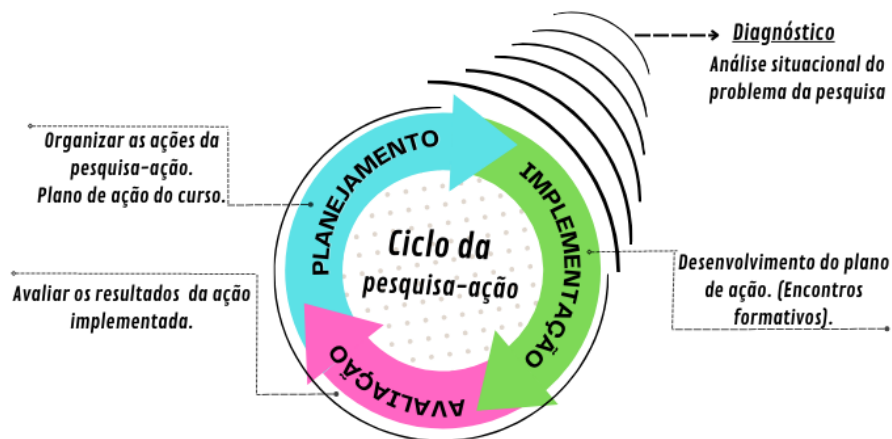 Diagnóstico
Análise situacional do
problema da pesquisa
Organizar as ações da
pesquisa-ação.
Plano de ação do curso.
PLANEJAMENTO
IMPLEMENTAÇÃO
Ciclo da
pesquisa-ação
Desenvolvimento do plano
de ação. (Encontros
formativos).
Avaliar os resultados da ação
implementada.
AVALIAÇÃO